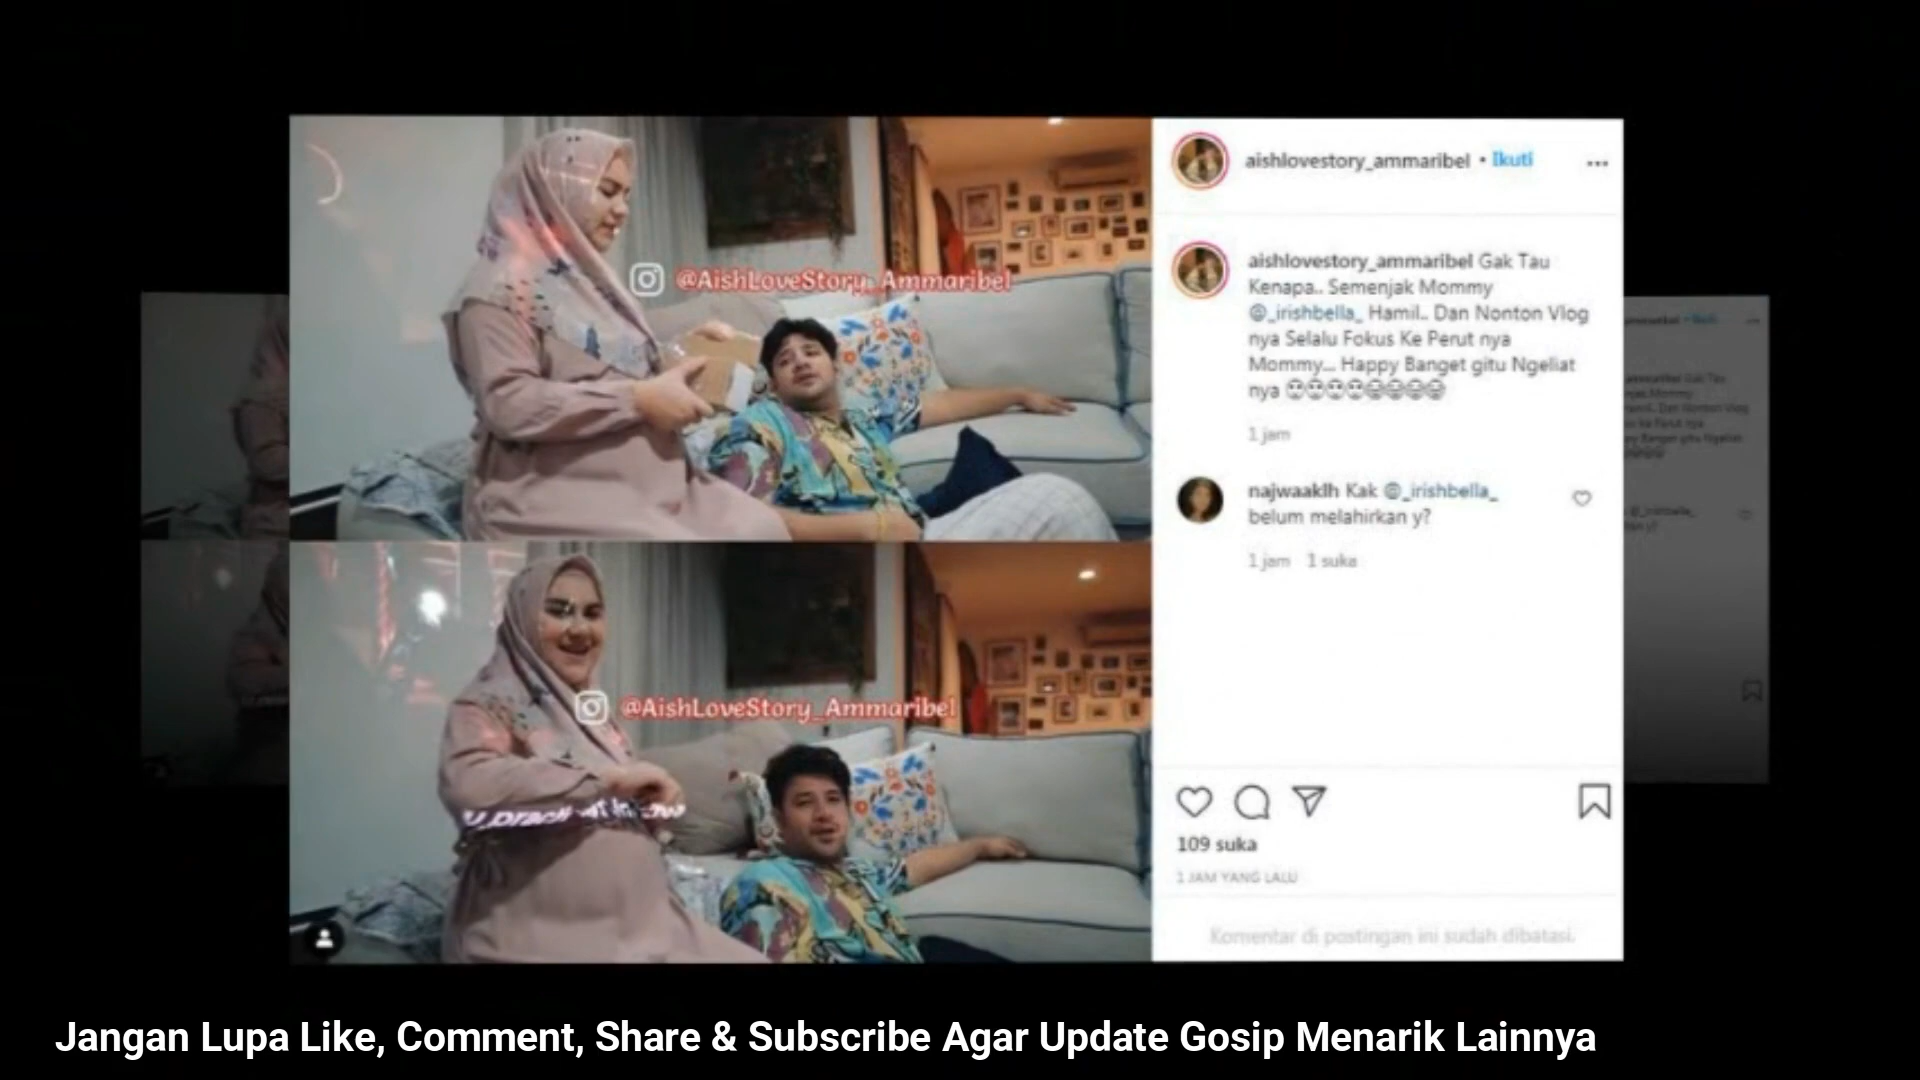 aishlovestory_ammaribel • Ikuti
aishlovestory_ammaribel Gak Tau
Kenapa.. Semenjak Mommy
@_irishbella_ Hamil.. Dan Nonton Vlog
nya Selalu Fokus Ke Perut nya
Mommy... Happy Banget gitu Ngeliat
nya
1 jam
najwaaklh Kak @_irishbella_
belum melahirkan y?
1 jam 1 suka
109 suka
1 JAM YANG LALU
Komentar di postingan ini sudah dibatasi.
@AishLoveStory_Ammaribel
@AishLoveStory_Ammaribel
Jangan Lupa Like, Comment, Share & Subscribe Agar Update Gosip Menarik Lainnya